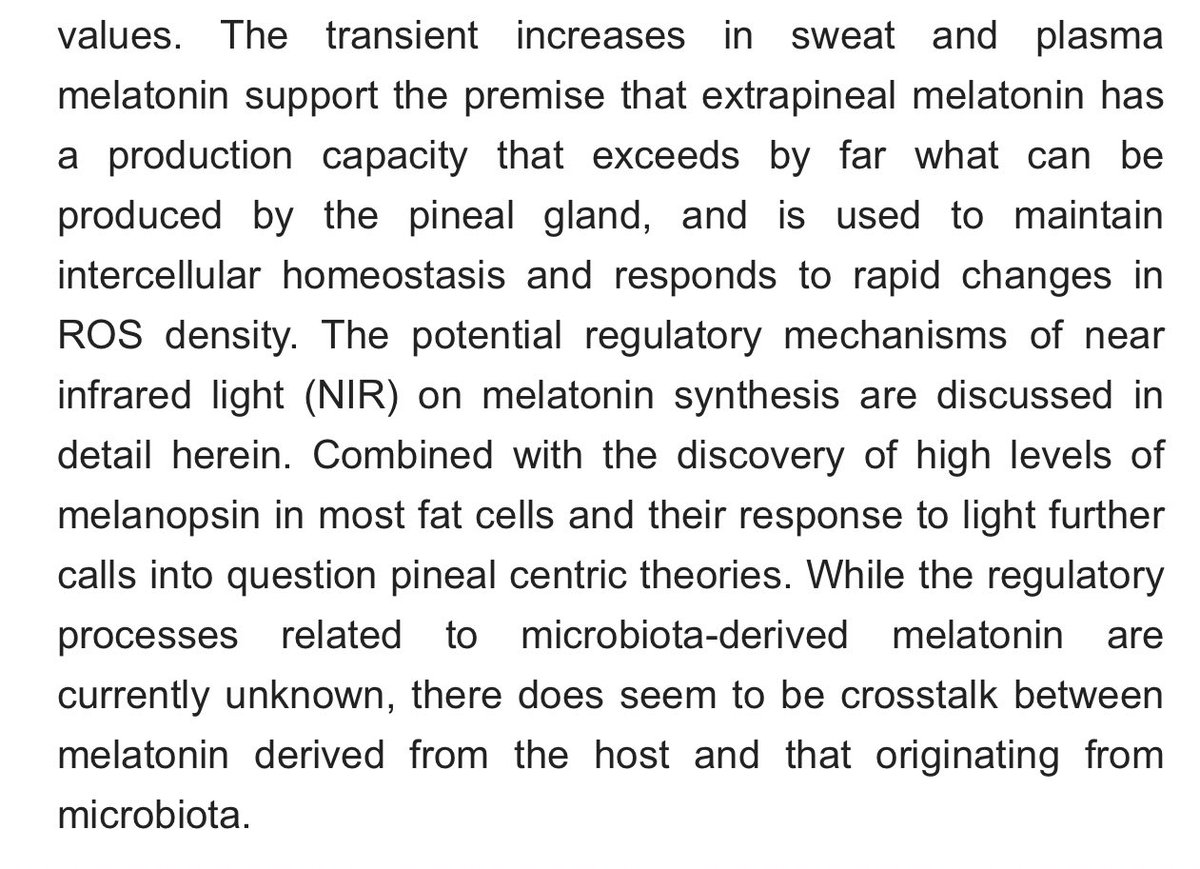 values. The transient increases in sweat and plasma
melatonin support the premise that extrapineal melatonin has
a production capacity that exceeds by far what can be
produced by the pineal gland, and is used to maintain
intercellular homeostasis and responds to rapid changes in
ROS density. The potential regulatory mechanisms of near
infrared light (NIR) on melatonin synthesis are discussed in
detail herein. Combined with the discovery of high levels of
melanopsin in most fat cells and their response to light further
calls into question pineal centric theories. While the regulatory
processes related to microbiota-derived melatonin are
currently unknown, there does seem to be crosstalk between
melatonin derived from the host and that originating from
microbiota.